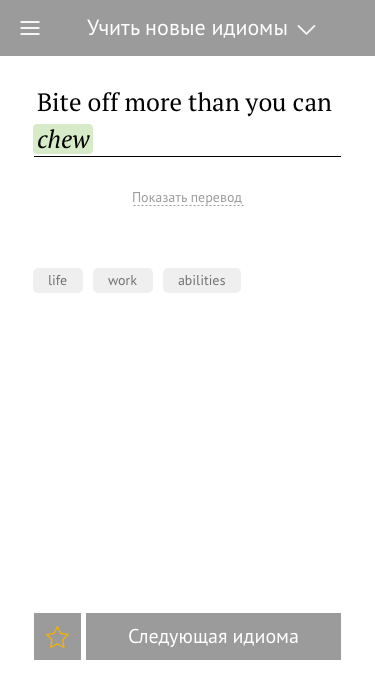 Учить новые идиомы
Bite off more than you can
chew
Показать перевод
life work abilities
Следующая идиома